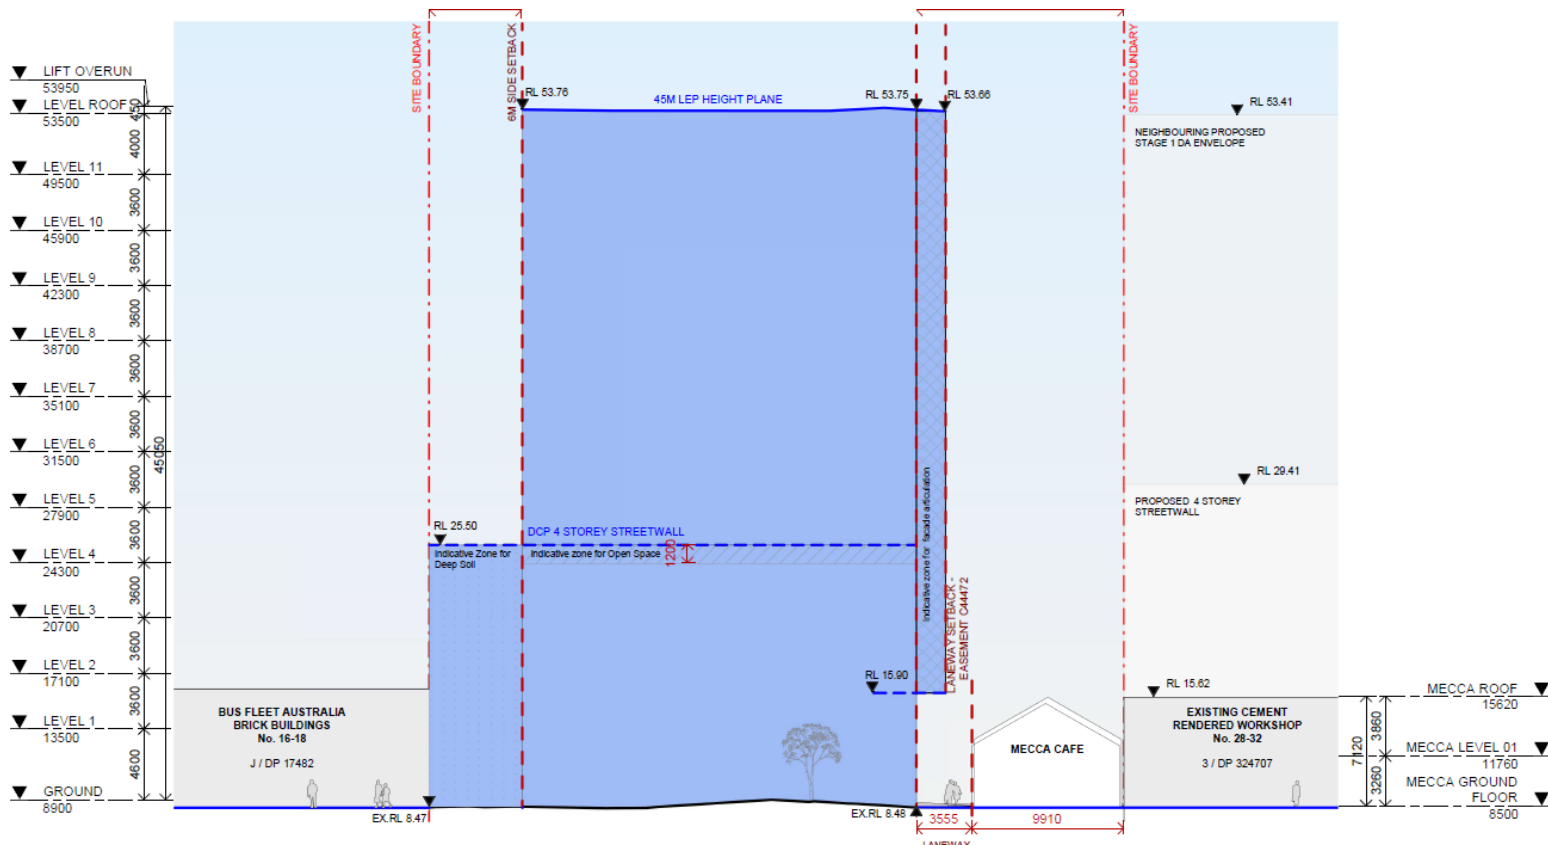 LIFT OVERUN
53950
LEVEL ROOF
53500
LEVEL 11
49500
LEVEL 10
45900
LEVEL 9
42300
LEVEL 8
38700
LEVEL 7
35100
LEVEL 6
31500
LEVEL 5
27900
LEVEL 4
24300
LEVEL 3
20700
LEVEL 2
17100
LEVEL 1
13500
GROUND
8900
450
4000
3600
3600
3600
3600
3600
3600
3600
3600
3600
3600
4600
45050
SITE BOUNDARY
6M SIDE SETBACK
RL 53.76
45M LEP HEIGHT PLANE
RL 53.75
RL 53.66
SITE BOUNDARY
RL 53.41
NEIGHBOURING PROPOSED
STAGE 1 DA ENVELOPE
RL 29.41
PROPOSED 4 STOREY
STREETWALL
RL 25.50
DCP 4 STOREY STREETWALL
Indicative Zone for
Deep Soil
Indicative zone for Open Space
1200
Indicative zone for facade articulation
LANEWAY SETBACK -
EASEMENT C44472
RL 15.90
RL 15.62
BUS FLEET AUSTRALIA
BRICK BUILDINGS
No. 16-18
J / DP 17482
MECCA CAFE
EXISTING CEMENT
RENDERED WORKSHOP
No. 28-32
3 / DP 324707
EX.RL 8.47
EX.RL 8.48
3555
9910
LANEWAY
7120
3860
3260
MECCA ROOF
15620
MECCA LEVEL 01
11760
MECCA GROUND
FLOOR
8500